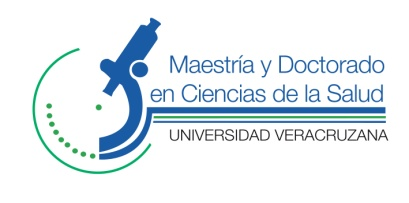 Maestría y Doctorado
en Ciencias de la Salud
UNIVERSIDAD VERACRUZANA